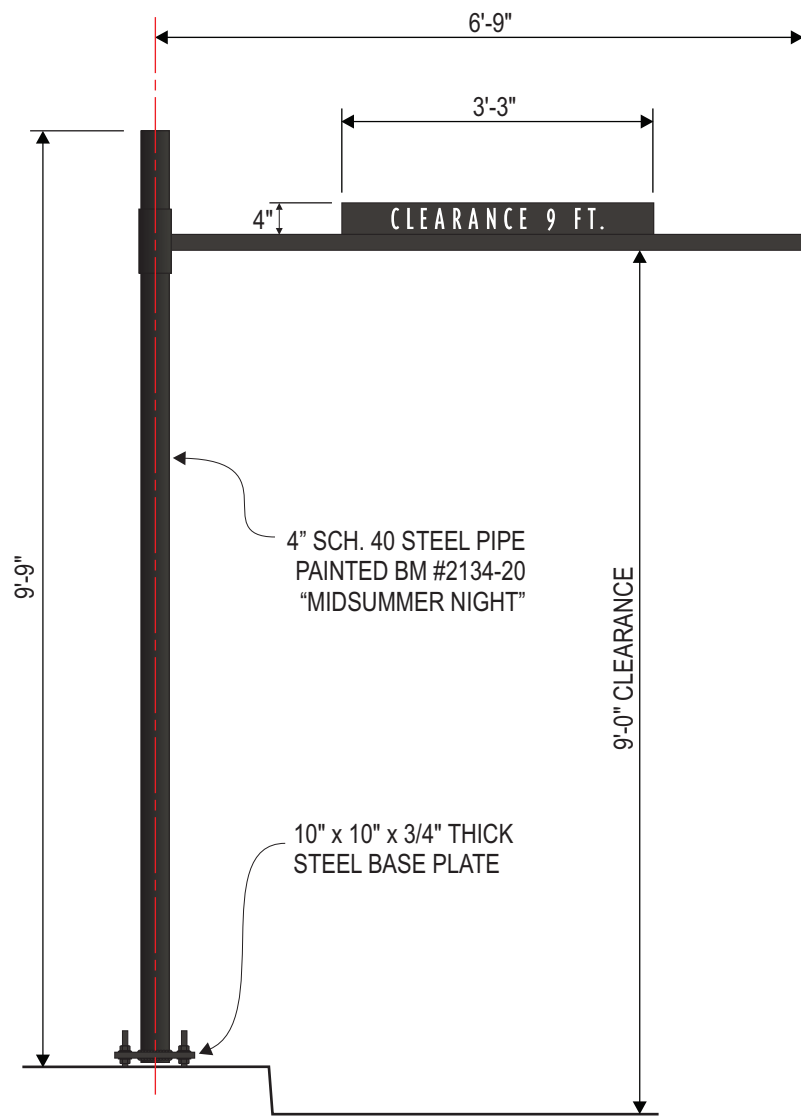 6'-9"
3'-3"
4"
CLEARANCE 9 FT.
9'-9"
4” SCH. 40 STEEL PIPE
PAINTED BM #2134-20
“MIDSUMMER NIGHT”
9'-0" CLEARANCE
10" x 10" x 3/4" THICK
STEEL BASE PLATE